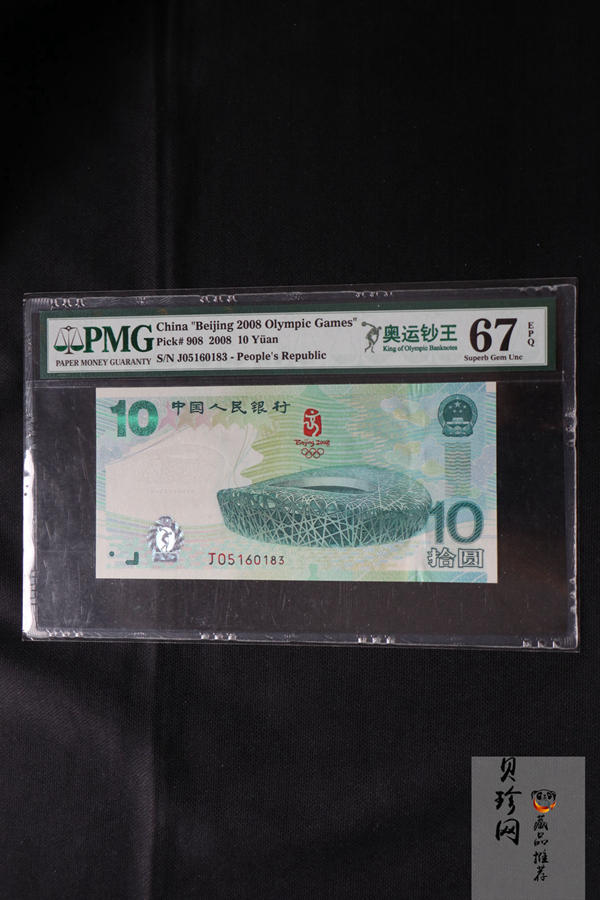 PMG
PAPER MONEY GUARANTY
China "Beijing 2008 Olympic Games"
Pick# 908 2008 10 Yüan
S/N J05160183 - People's Republic
奥运钞王
King of Olympic Banknotes
67
EPQ
Superb Gem Unc
10
中国人民银行
Beijing 2008
J05160183
10
拾圆
贝珍网
藏品推荐